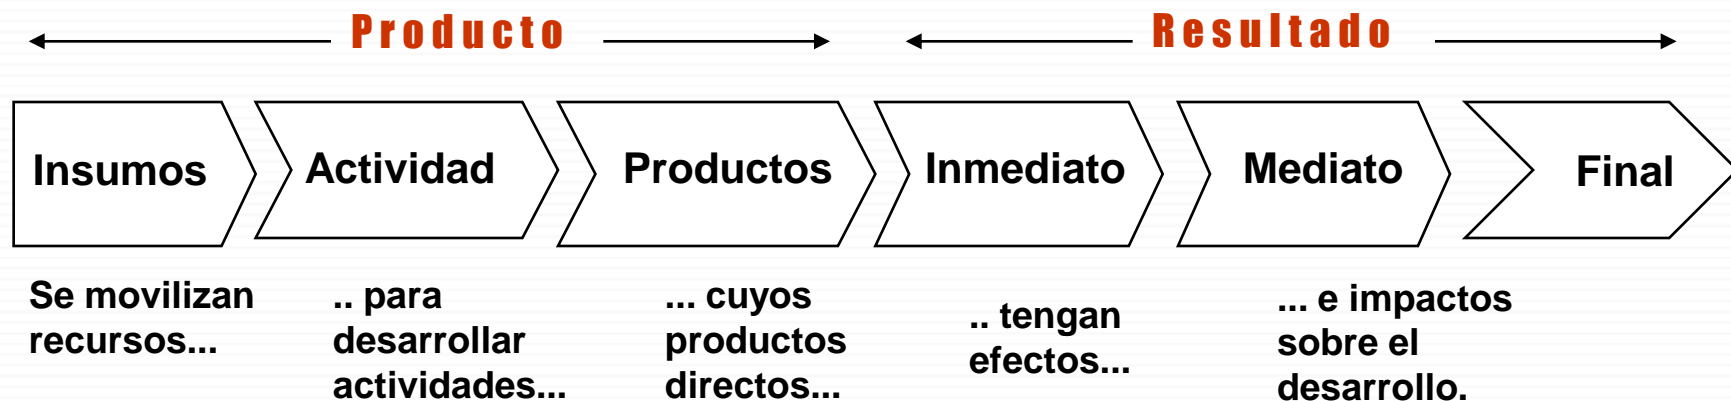 Producto
Resultado
Insumos
Actividad
Productos
Inmediato
Mediato
Final
Se movilizan
recursos...
.. para
desarrollar
actividades...
... cuyos
productos
directos...
.. tengan
efectos...
... e impactos
sobre el
desarrollo.